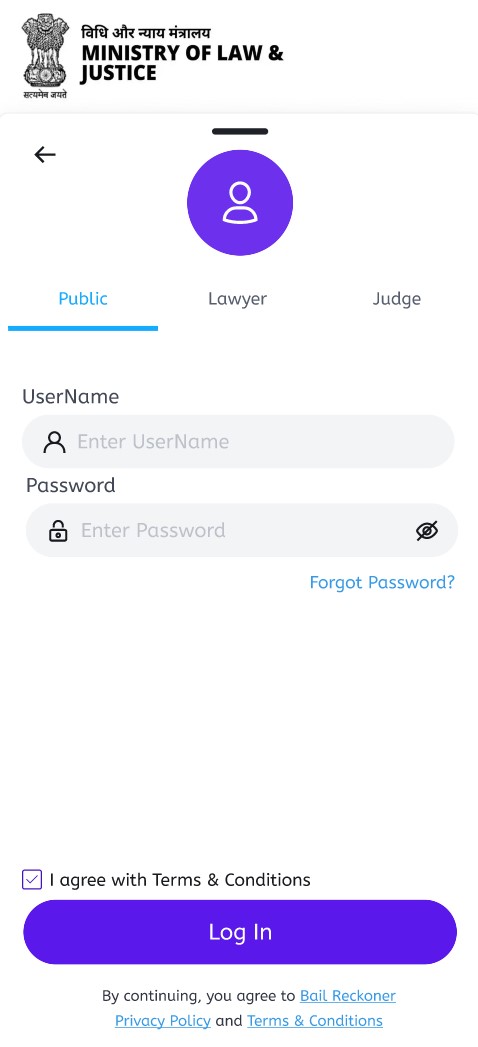 विधि और न्याय मंत्रालय
MINISTRY OF LAW &
JUSTICE
सत्यमेव जयते
Public Lawyer Judge
UserName
Enter UserName
Password
Enter Password
Forgot Password?
I agree with Terms & Conditions
Log In
By continuing, you agree to Bail Reckoner
Privacy Policy and Terms & Conditions